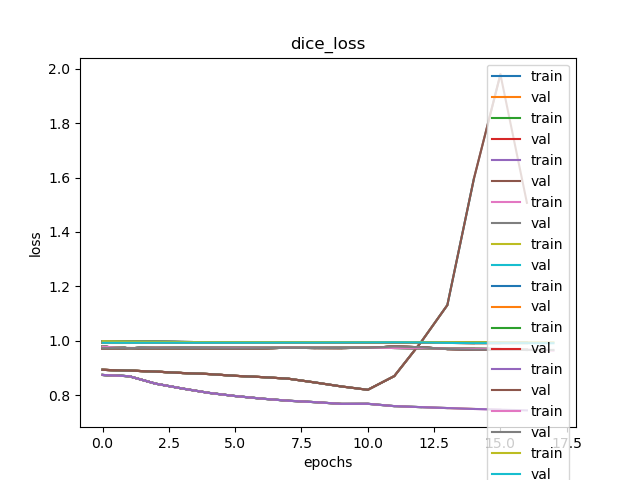 dice_loss
2.0
1.8
1.6
1.4
1.2
1.0
0.8
loss
0.0
2.5
5.0
7.5
10.0
12.5
15.0
17.5
epochs
train
val
train
val
train
val
train
val
train
val
train
val
train
val
train
val
train
val
train
val